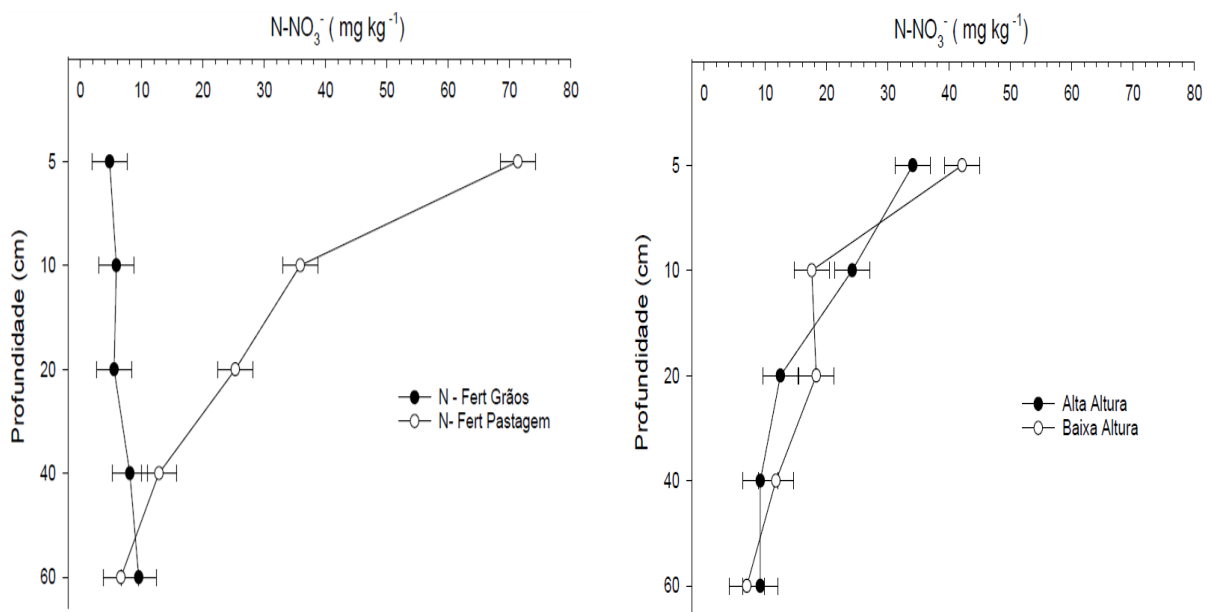 N-NO₃⁻ ( mg kg⁻¹)
0 10 20 30 40 50 60 70 80
Profundidade (cm)
5
10
20
40
60
N - Fert Grãos
N- Fert Pastagem
N-NO₃⁻ ( mg kg⁻¹)
0 10 20 30 40 50 60 70 80
Profundidade (cm)
5
10
20
40
60
Alta Altura
Baixa Altura